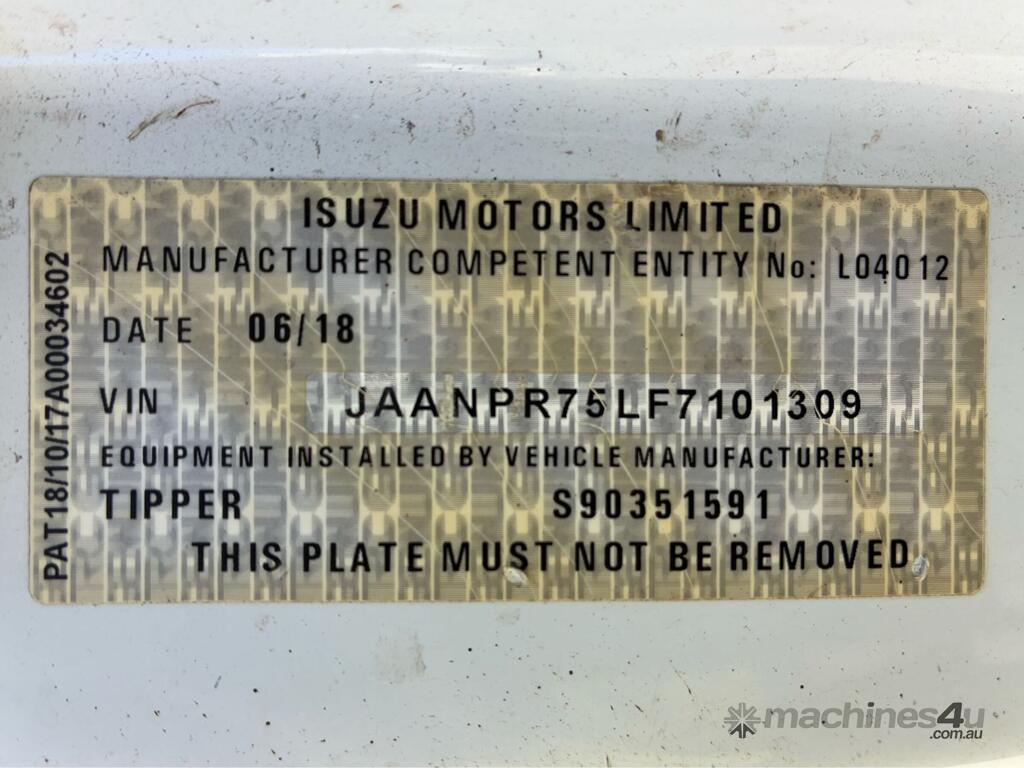 ISUZU MOTORS LIMITED
MANUFACTURER COMPETENT ENTITY No: L04012
DATE 06/18
VIN JAANPR75LF7101309
EQUIPMENT INSTALLED BY VEHICLE MANUFACTURER:
TIPPER S90351591
THIS PLATE MUST NOT BE REMOVED
PAT18/10/17A00034602
machines4u
.com.au